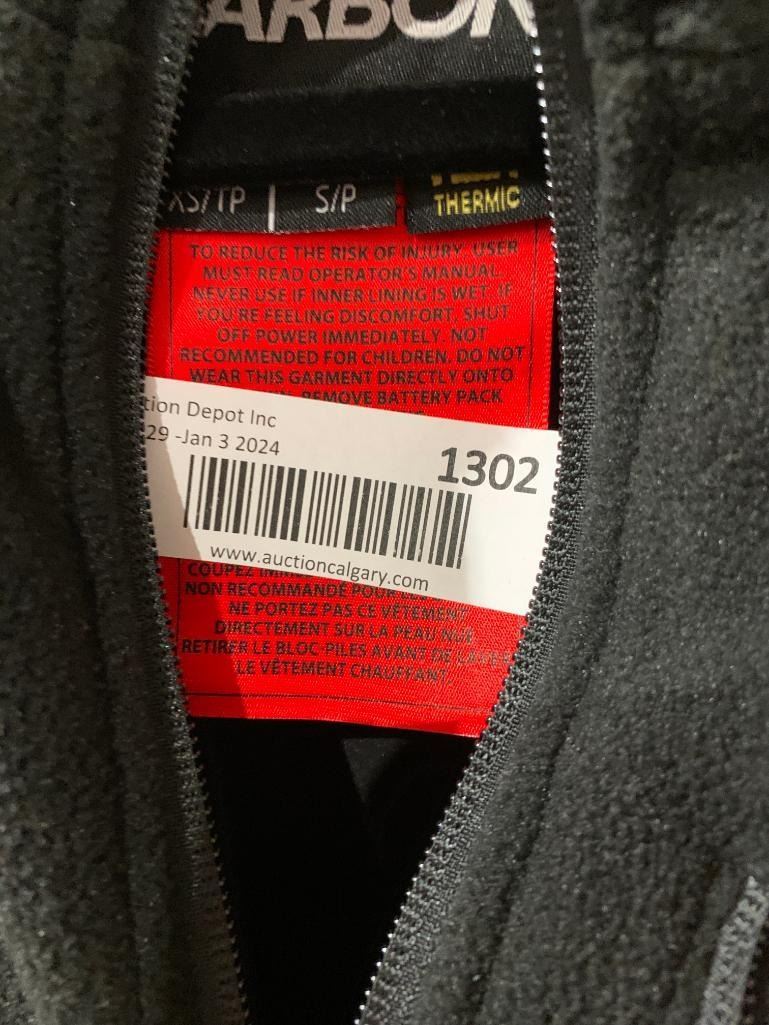 ARBON
XS/TP | S/P
THERMIC
TO REDUCE THE RISK OF INJURY, USER
MUST READ OPERATOR'S MANUAL.
NEVER USE IF INNER LINING IS WET. IF
YOU'RE FEELING DISCOMFORT, SHUT
OFF POWER IMMEDIATELY. NOT
RECOMMENDED FOR CHILDREN. DO NOT
WEAR THIS GARMENT DIRECTLY ONTO
REMOVE BATTERY PACK
tion Depot Inc
29 -Jan 3 2024
1302
www.auctioncalgary.com
COUPEZ
NON RECOMMANDÉ POUR
NE PORTEZ PAS CE VÊTEMENT
DIRECTEMENT SUR LA PEAU NUE.
RETIRER LE BLOC-PILES AVANT DE
LE VÊTEMENT CHAUFFANT.